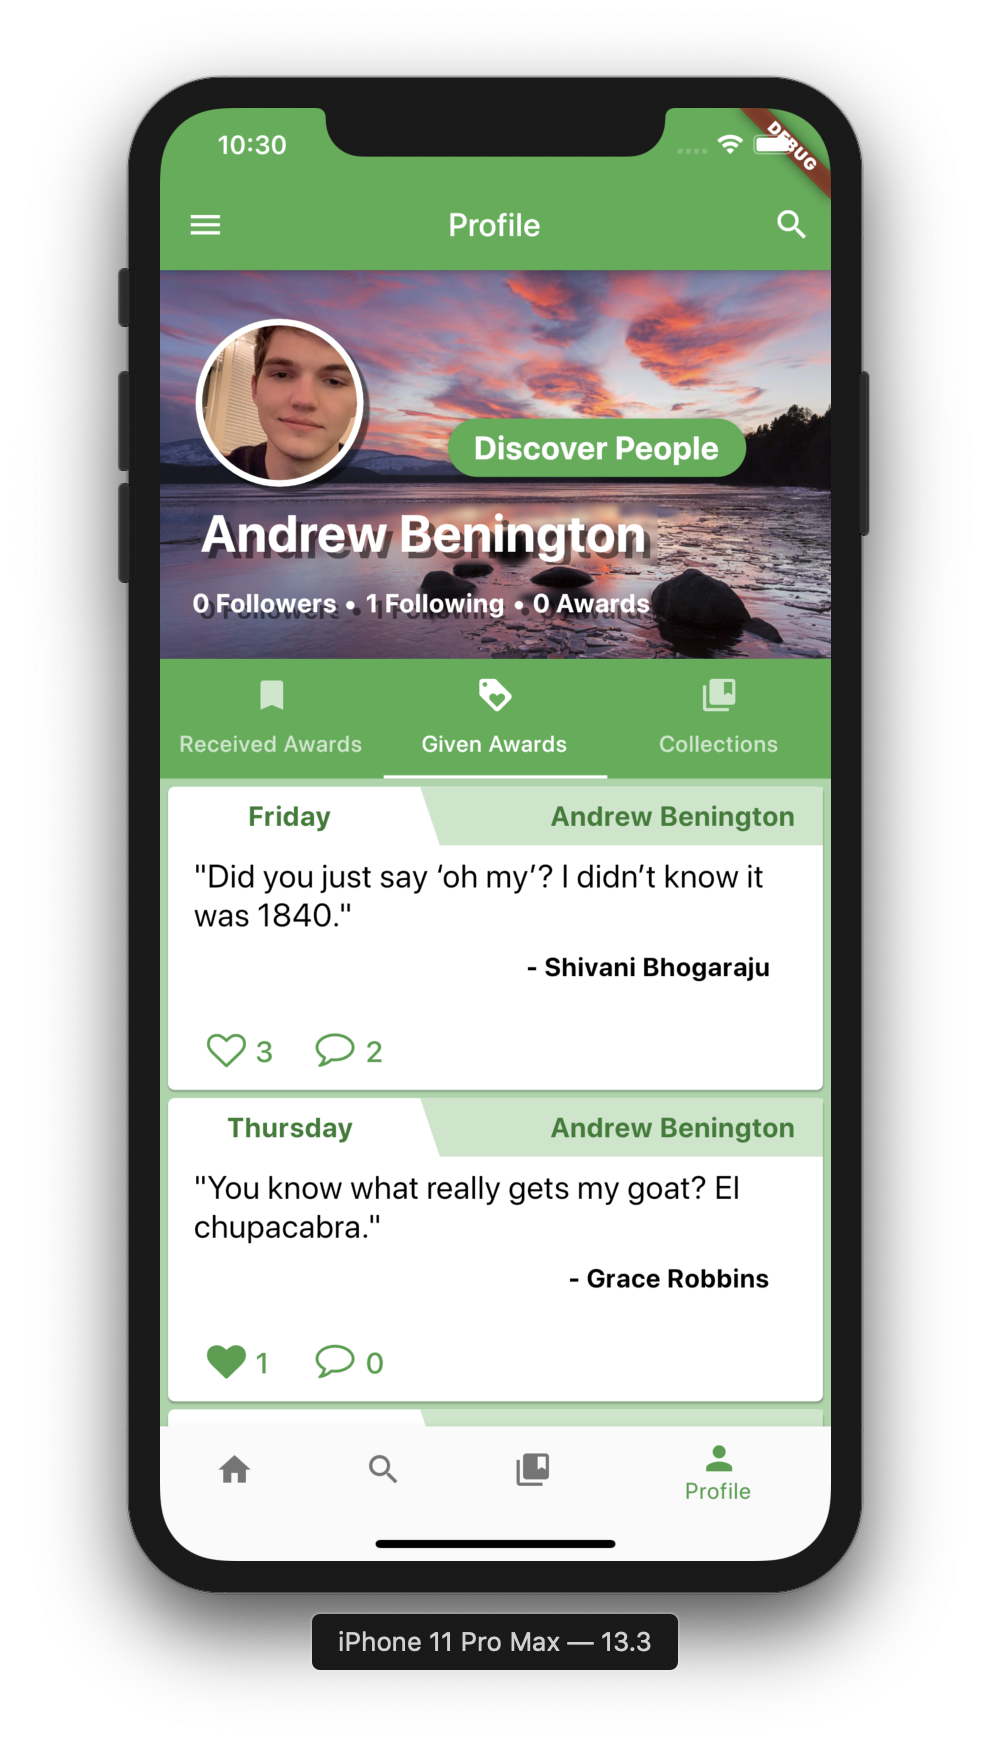 10:30
DEBUG
Profile
Discover People
Andrew Benington
0 Followers • 1 Following • 0 Awards
Received Awards
Given Awards
Collections
Friday
Andrew Benington
"Did you just say ‘oh my’? I didn’t know it
was 1840."
- Shivani Bhogaraju
3
2
Thursday
Andrew Benington
"You know what really gets my goat? El
chupacabra."
- Grace Robbins
1
0
Profile
iPhone 11 Pro Max — 13.3